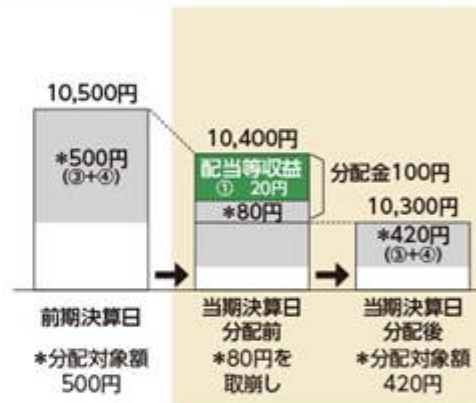 10,500円
*500円
(③+④)
前期決算日
*分配対象額
500円
10,400円
配当等収益
① 20円
*80円
分配金100円
当期決算日
分配前
*80円を
取崩し
10,300円
*420円
(③+④)
当期決算日
分配後
*分配対象額
420円